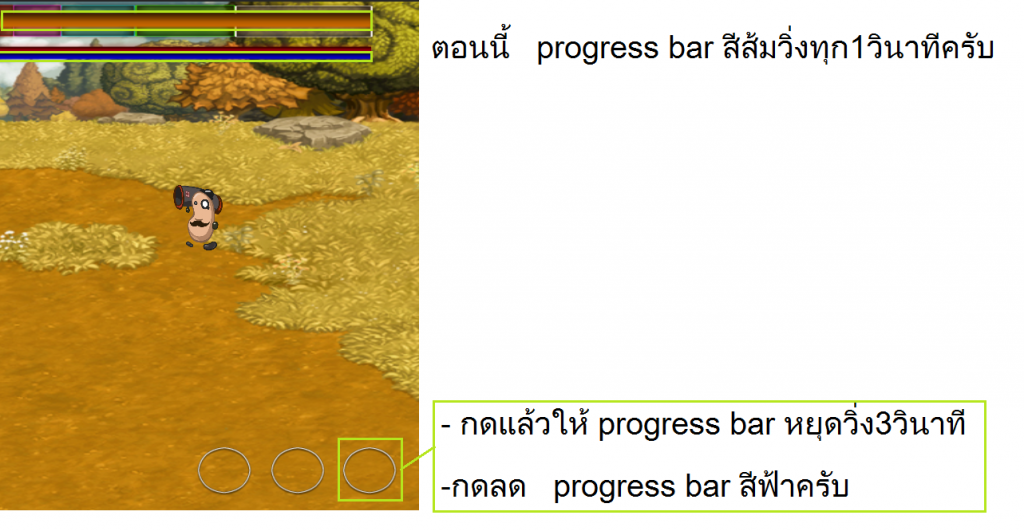 ตอนนี้ progress bar สีส้มวิ่งทุก1วินาทีครับ
- กดแล้วให้ progress bar หยุดวิ่ง3วินาที
-กดลด progress bar สีฟ้าครับ